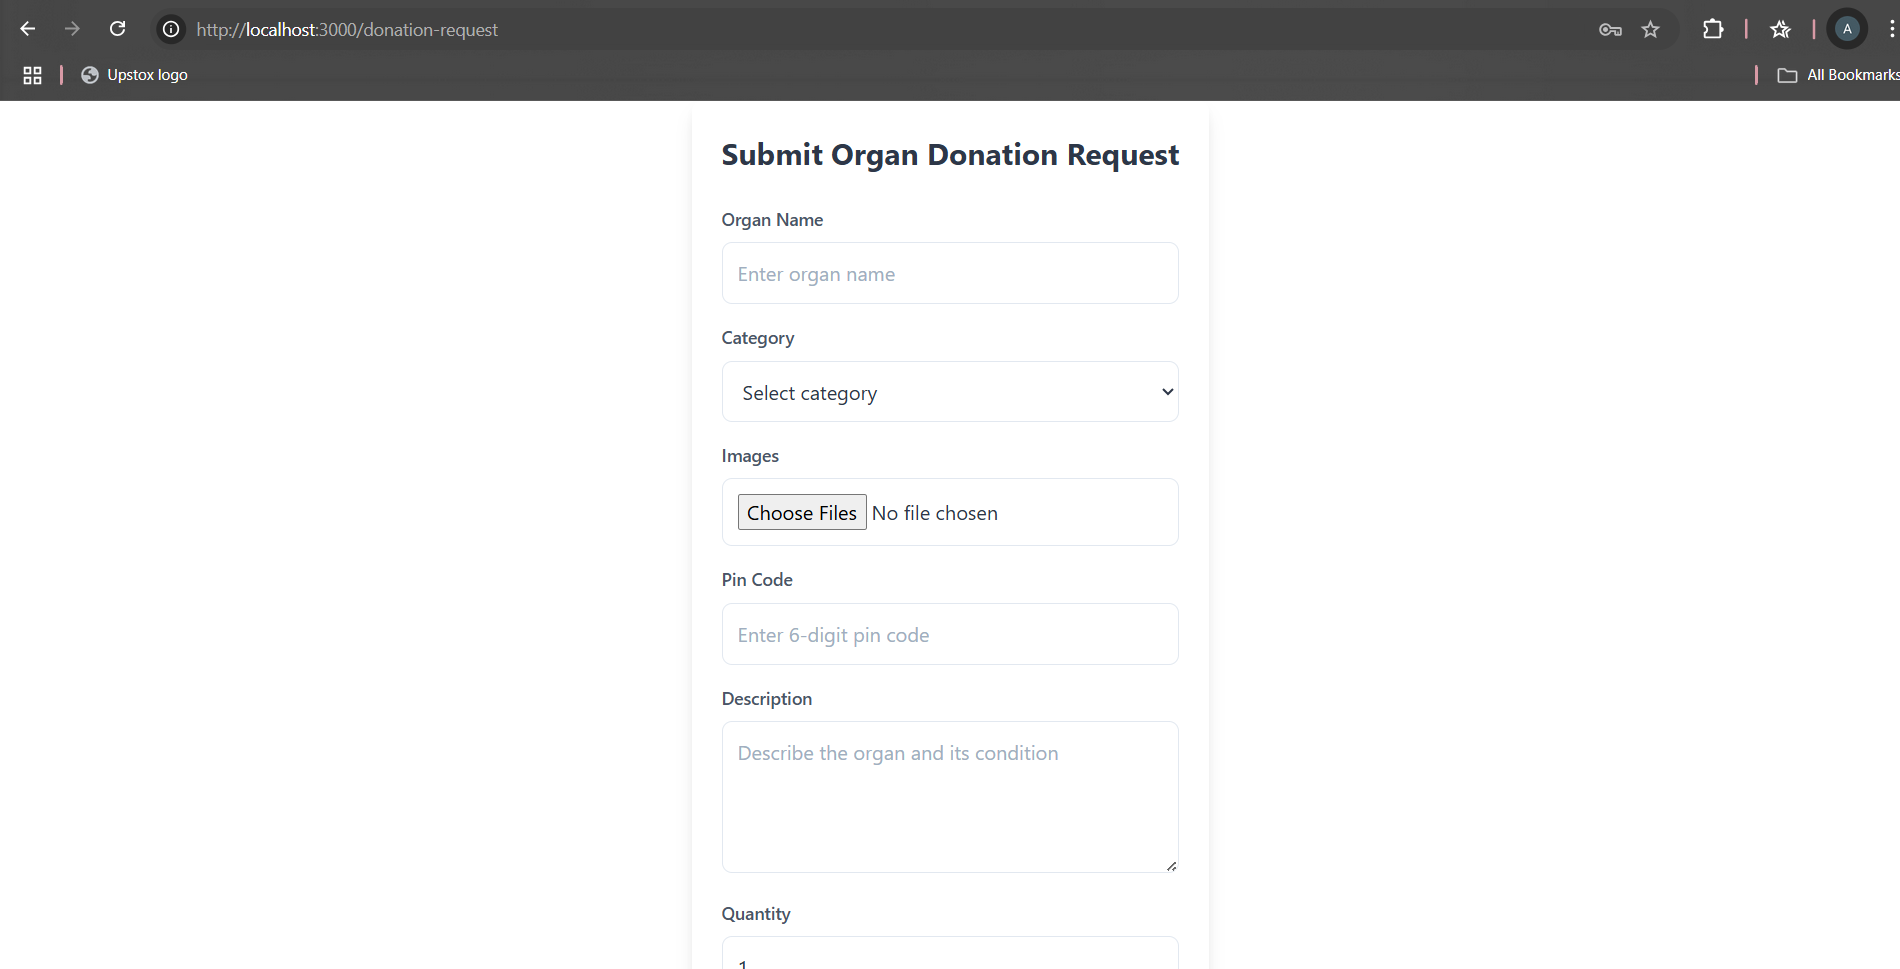 http://localhost:3000/donation-request
A
Upstox logo
All Bookmarks
Submit Organ Donation Request
Organ Name
Enter organ name
Category
Select category
Images
Choose Files No file chosen
Pin Code
Enter 6-digit pin code
Description
Describe the organ and its condition
Quantity
1